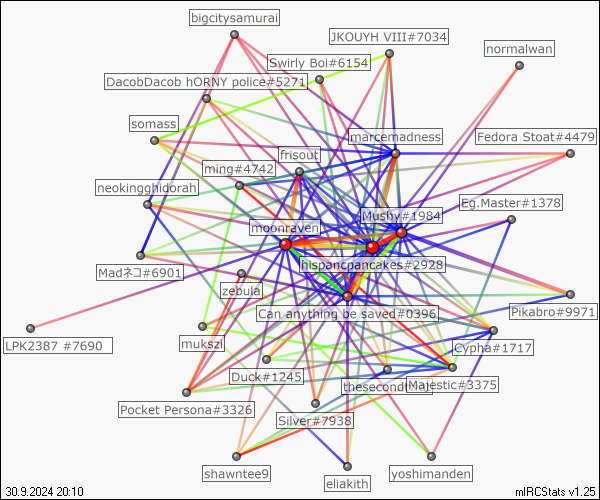 bigcitysamurai
JKOUYH VIII#7034
normalwan
Swirly Boi#6154
DacobDacob hORNY police#5271
somass
marcemadness
Fedora Stoat#4479
frisout
ming#4742
neokingghidorah
Eg.Master#1378
Mushy#1984
moonraven
hispancpancakes#2928
Madネコ#6901
zebula
Pikabro#9971
Can anything be saved#0396
LPK2387 #7690
mukszi
Cypha#1717
Duck#1245
Majestic#3375
Pocket Persona#3326
Silver#7938
shawntee9
yoshimanden
eliakith
30.9.2024 20:10
mIRCStats v1.25